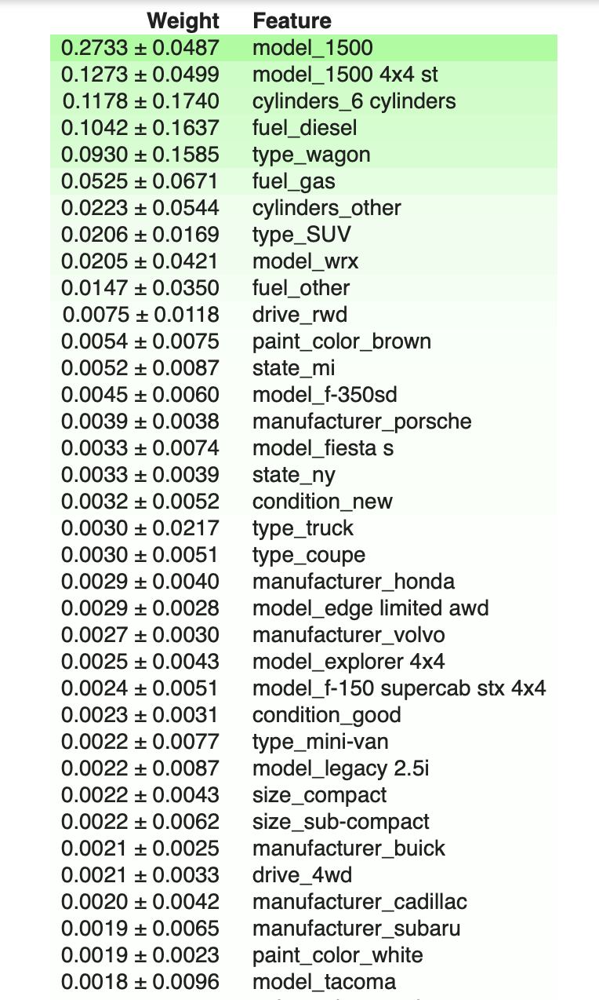 Weight Feature
0.2733 ± 0.0487 model_1500
0.1273 ± 0.0499 model_1500 4x4 st
0.1178 ± 0.1740 cylinders_6 cylinders
0.1042 ± 0.1637 fuel_diesel
0.0930 ± 0.1585 type_wagon
0.0525 ± 0.0671 fuel_gas
0.0223 ± 0.0544 cylinders_other
0.0206 ± 0.0169 type_SUV
0.0205 ± 0.0421 model_wrx
0.0147 ± 0.0350 fuel_other
0.0075 ± 0.0118 drive_rwd
0.0054 ± 0.0075 paint_color_brown
0.0052 ± 0.0087 state_mi
0.0045 ± 0.0060 model_f-350sd
0.0039 ± 0.0038 manufacturer_porsche
0.0033 ± 0.0074 model_fiesta s
0.0033 ± 0.0039 state_ny
0.0032 ± 0.0052 condition_new
0.0030 ± 0.0217 type_truck
0.0030 ± 0.0051 type_coupe
0.0029 ± 0.0040 manufacturer_honda
0.0029 ± 0.0028 model_edge limited awd
0.0027 ± 0.0030 manufacturer_volvo
0.0025 ± 0.0043 model_explorer 4x4
0.0024 ± 0.0051 model_f-150 supercab stx 4x4
0.0023 ± 0.0031 condition_good
0.0022 ± 0.0077 type_mini-van
0.0022 ± 0.0087 model_legacy 2.5i
0.0022 ± 0.0043 size_compact
0.0022 ± 0.0062 size_sub-compact
0.0021 ± 0.0025 manufacturer_buick
0.0021 ± 0.0033 drive_4wd
0.0020 ± 0.0042 manufacturer_cadillac
0.0019 ± 0.0065 manufacturer_subaru
0.0019 ± 0.0023 paint_color_white
0.0018 ± 0.0096 model_tacoma